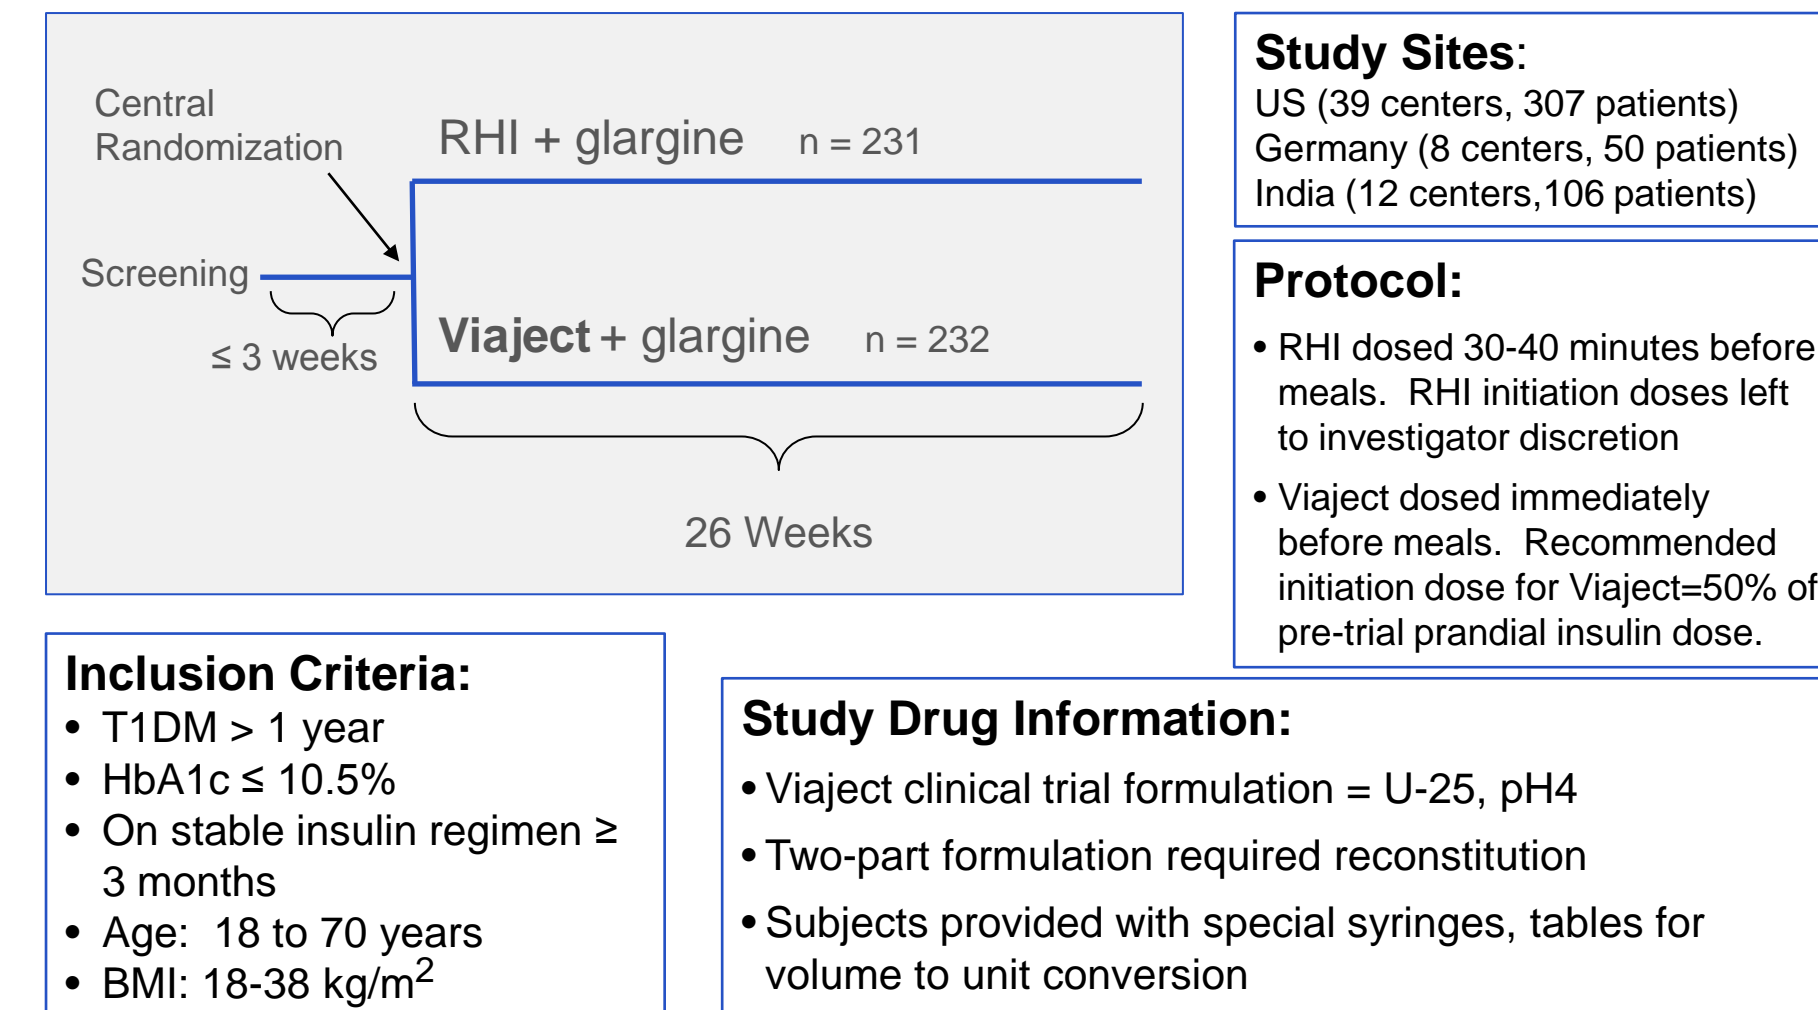 Central
Randomization
RHI + glargine n = 231
Screening
≤ 3 weeks
Viaject + glargine n = 232
26 Weeks
Study Sites:
US (39 centers, 307 patients)
Germany (8 centers, 50 patients)
India (12 centers,106 patients)
Protocol:
• RHI dosed 30-40 minutes before
meals. RHI initiation doses left
to investigator discretion
• Viaject dosed immediately
before meals. Recommended
initiation dose for Viaject=50% of
pre-trial prandial insulin dose.
Inclusion Criteria:
• T1DM > 1 year
• HbA1c ≤ 10.5%
• On stable insulin regimen ≥
3 months
• Age: 18 to 70 years
• BMI: 18-38 kg/m²
Study Drug Information:
• Viaject clinical trial formulation = U-25, pH4
• Two-part formulation required reconstitution
• Subjects provided with special syringes, tables for
volume to unit conversion